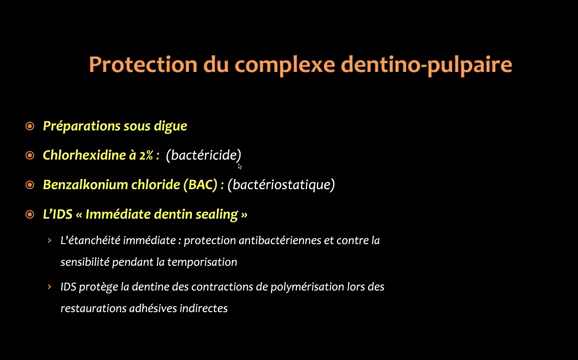 Protection du complexe dentino-pulpaire
Préparations sous digue
Chlorhexidine à 2% : (bactéricide)
Benzalkonium chloride (BAC) : (bactériostatique)
L'IDS « Immédiate dentin sealing »
L'étanchéité immédiate : protection antibactériennes et contre la
sensibilité pendant la temporisation
IDS protège la dentine des contractions de polymérisation lors des
restaurations adhésives indirectes